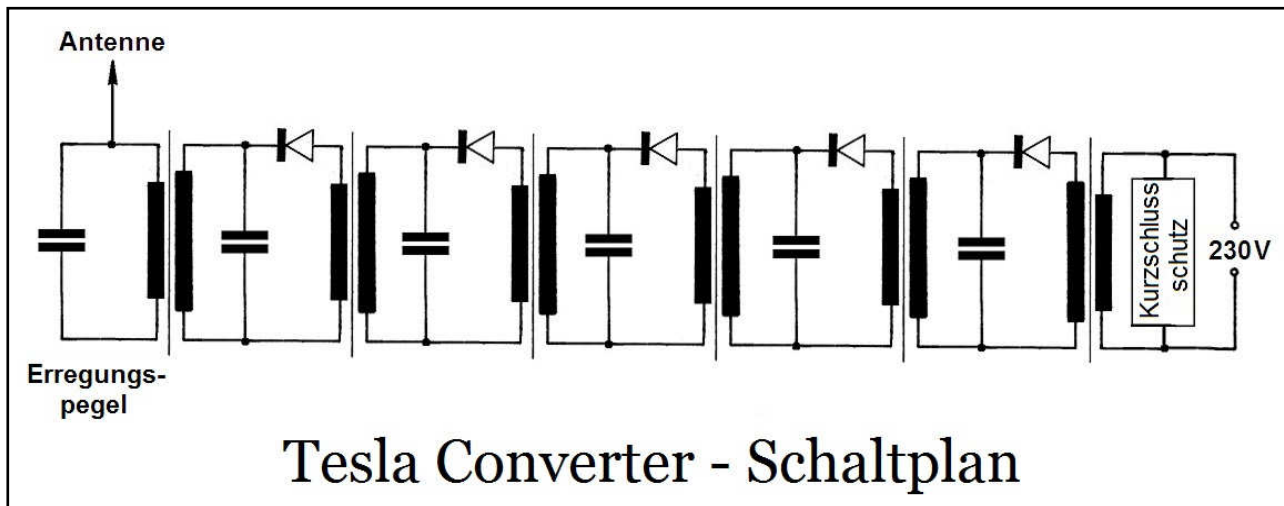 Antenne
Kurzschluss
schutz
230V
Erregungs-
pegel
Tesla Converter - Schaltplan